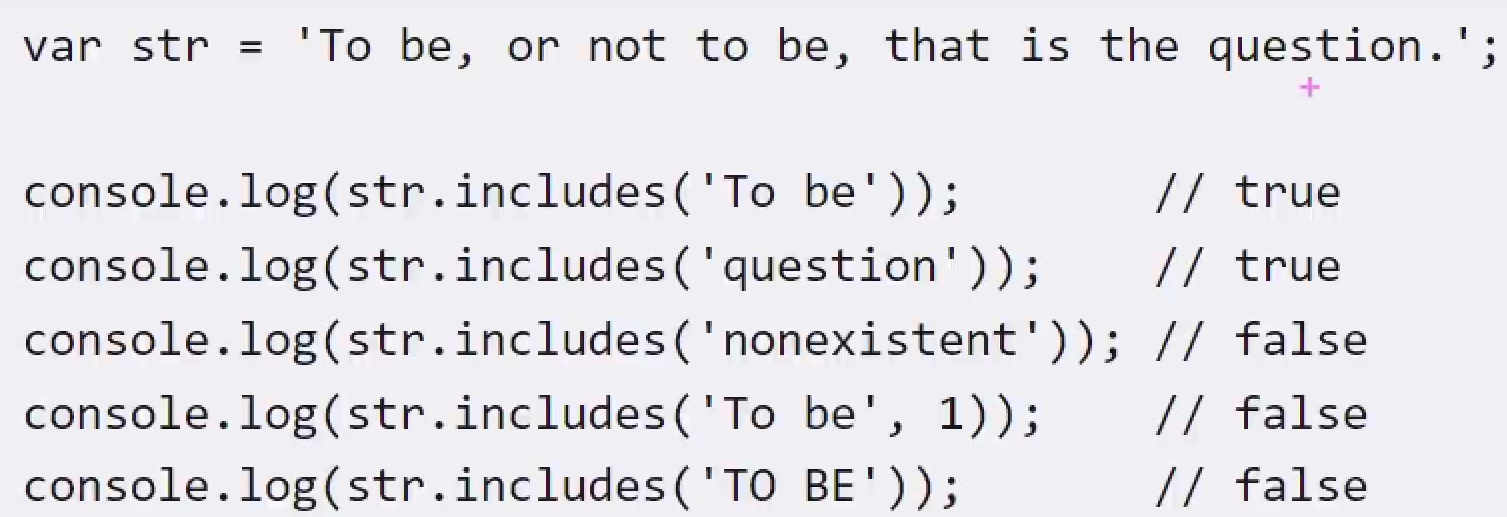 var str = 'To be, or not to be, that is the question.';
console.log(str.includes('To be'));       // true
console.log(str.includes('question'));    // true
console.log(str.includes('nonexistent')); // false
console.log(str.includes('To be', 1));    // false
console.log(str.includes('TO BE'));       // false